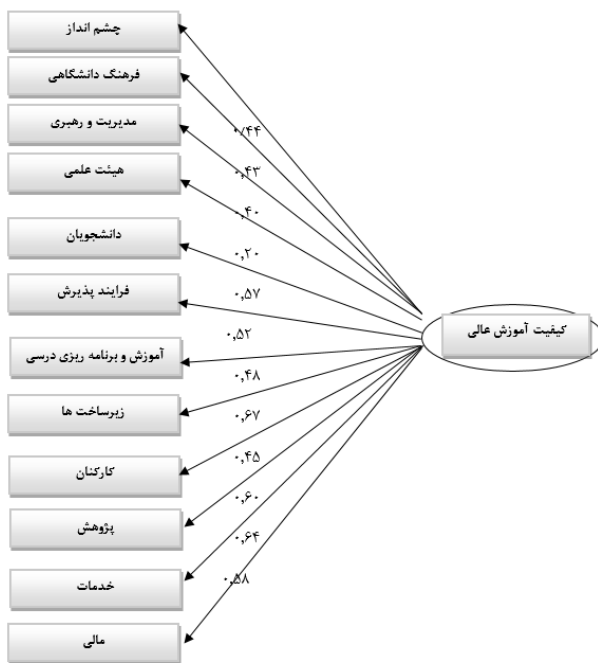 چشم انداز
فرهنگ دانشگاهی
مدیریت و رهبری
هیئت علمی
دانشجویان
فرایند پذیرش
آموزش و برنامه ریزی درسی
زیرساخت ها
کارکنان
پژوهش
خدمات
مالی
۰/۴۴
۰,۴۳
۰,۴۰
۰,۲۰
۰,۵۷
۰,۵۲
۰,۴۸
۰,۶۷
۰,۴۵
۰,۶۰
۰,۶۴
۰,۵۸
کیفیت آموزش عالی